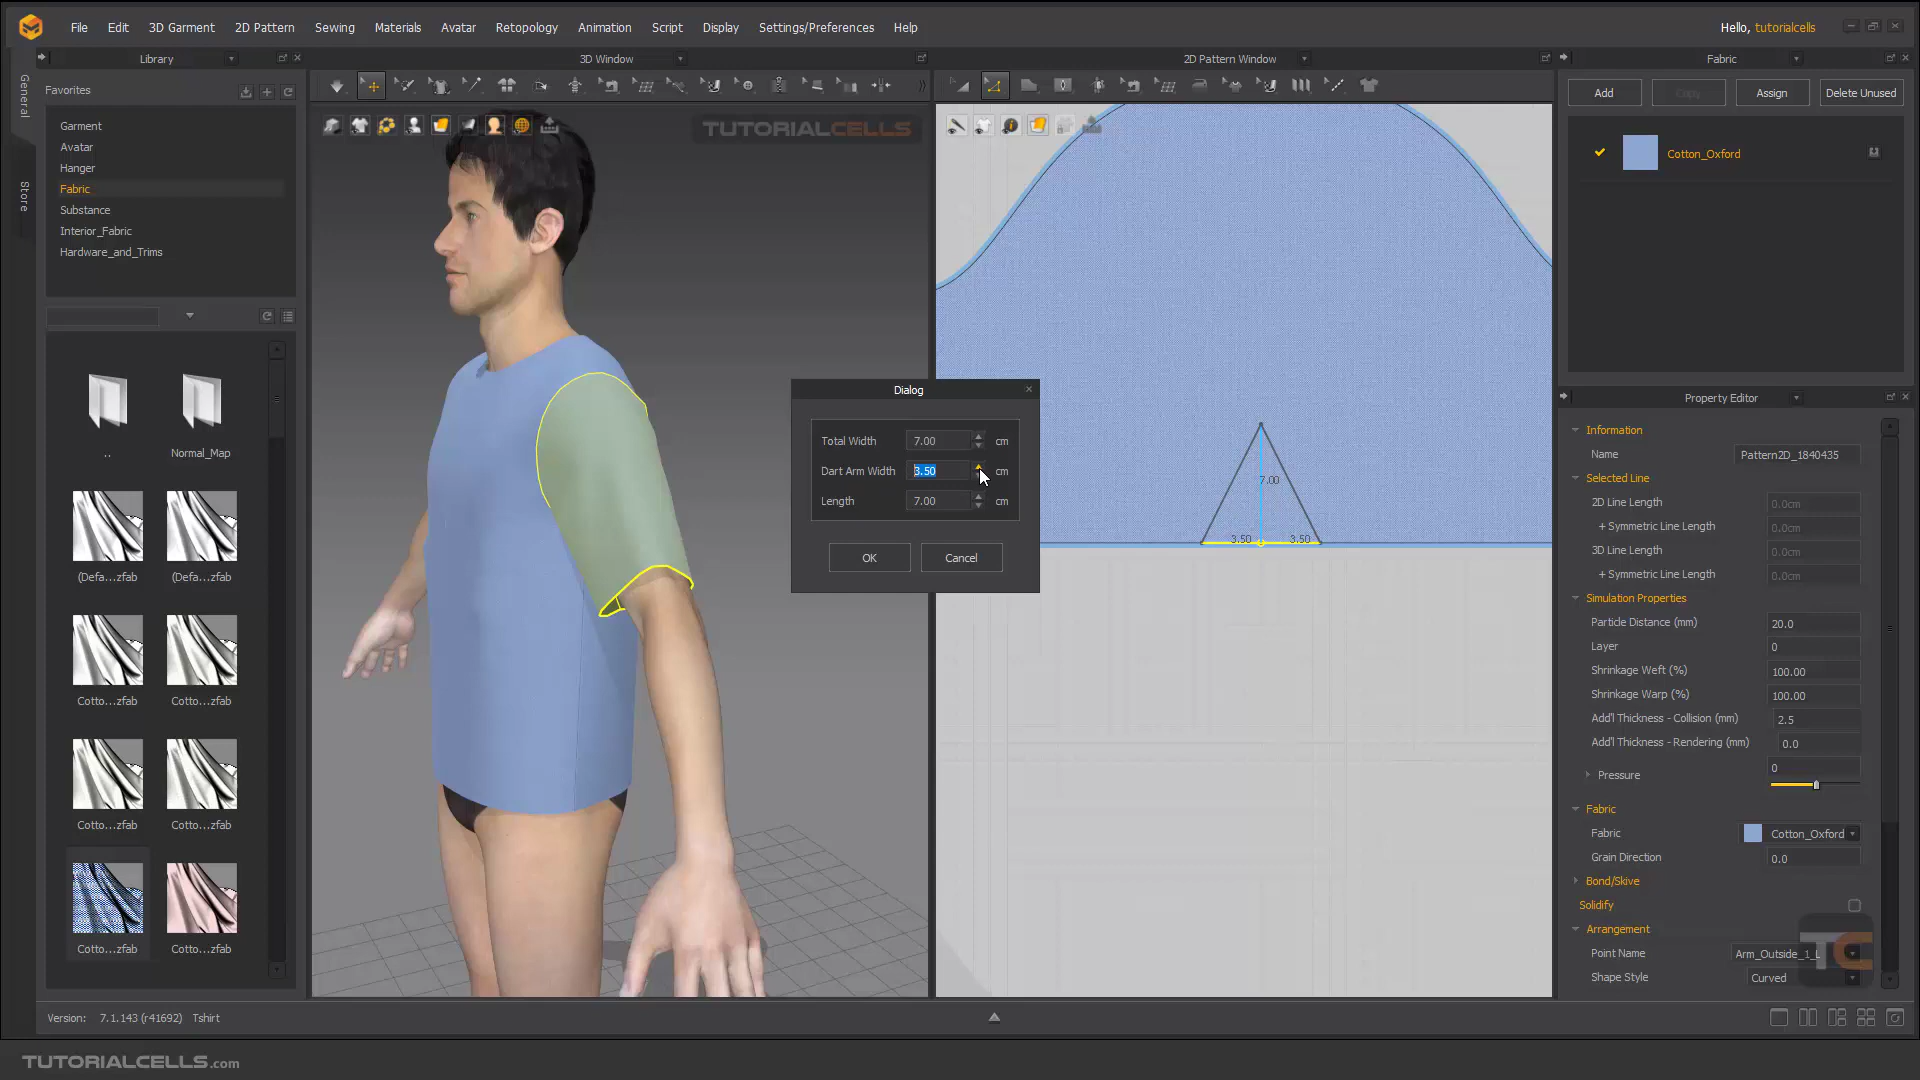 File Edit 3D Garment 2D Pattern Sewing Materials Avatar Retopology Animation Script Display Settings/Preferences Help
Hello, tutorialcells
General
Store
Library
Favorites
Garment
Avatar
Hanger
Fabric
Substance
Interior_Fabric
Hardware_and_Trims
..
Normal_Map
(Defa...zfab
(Defa...zfab
Cotto...zfab
Cotto...zfab
Cotto...zfab
Cotto...zfab
Cotto...zfab
Cotto...zfab
3D Window
TUTORIALCELLS
Dialog
Total Width 7.00 cm
Dart Arm Width 3.50 cm
Length 7.00 cm
OK Cancel
2D Pattern Window
7.00
3.50 3.50
Fabric
Add Copy Assign Delete Unused
Cotton_Oxford
Property Editor
Information
Name Pattern2D_1840435
Selected Line
2D Line Length 0.0cm
+ Symmetric Line Length 0.0cm
3D Line Length 0.0cm
+ Symmetric Line Length 0.0cm
Simulation Properties
Particle Distance (mm) 20.0
Layer 0
Shrinkage Weft (%) 100.00
Shrinkage Warp (%) 100.00
Add'l Thickness - Collision (mm) 2.5
Add'l Thickness - Rendering (mm) 0.0
Pressure 0
Fabric
Fabric Cotton_Oxford
Grain Direction 0.0
Bond/Skive
Solidify
Arrangement
Point Name Arm_Outside_1_L
Shape Style Curved
TC
Version: 7.1.143 (r41692) Tshirt
TUTORIALCELLS.com